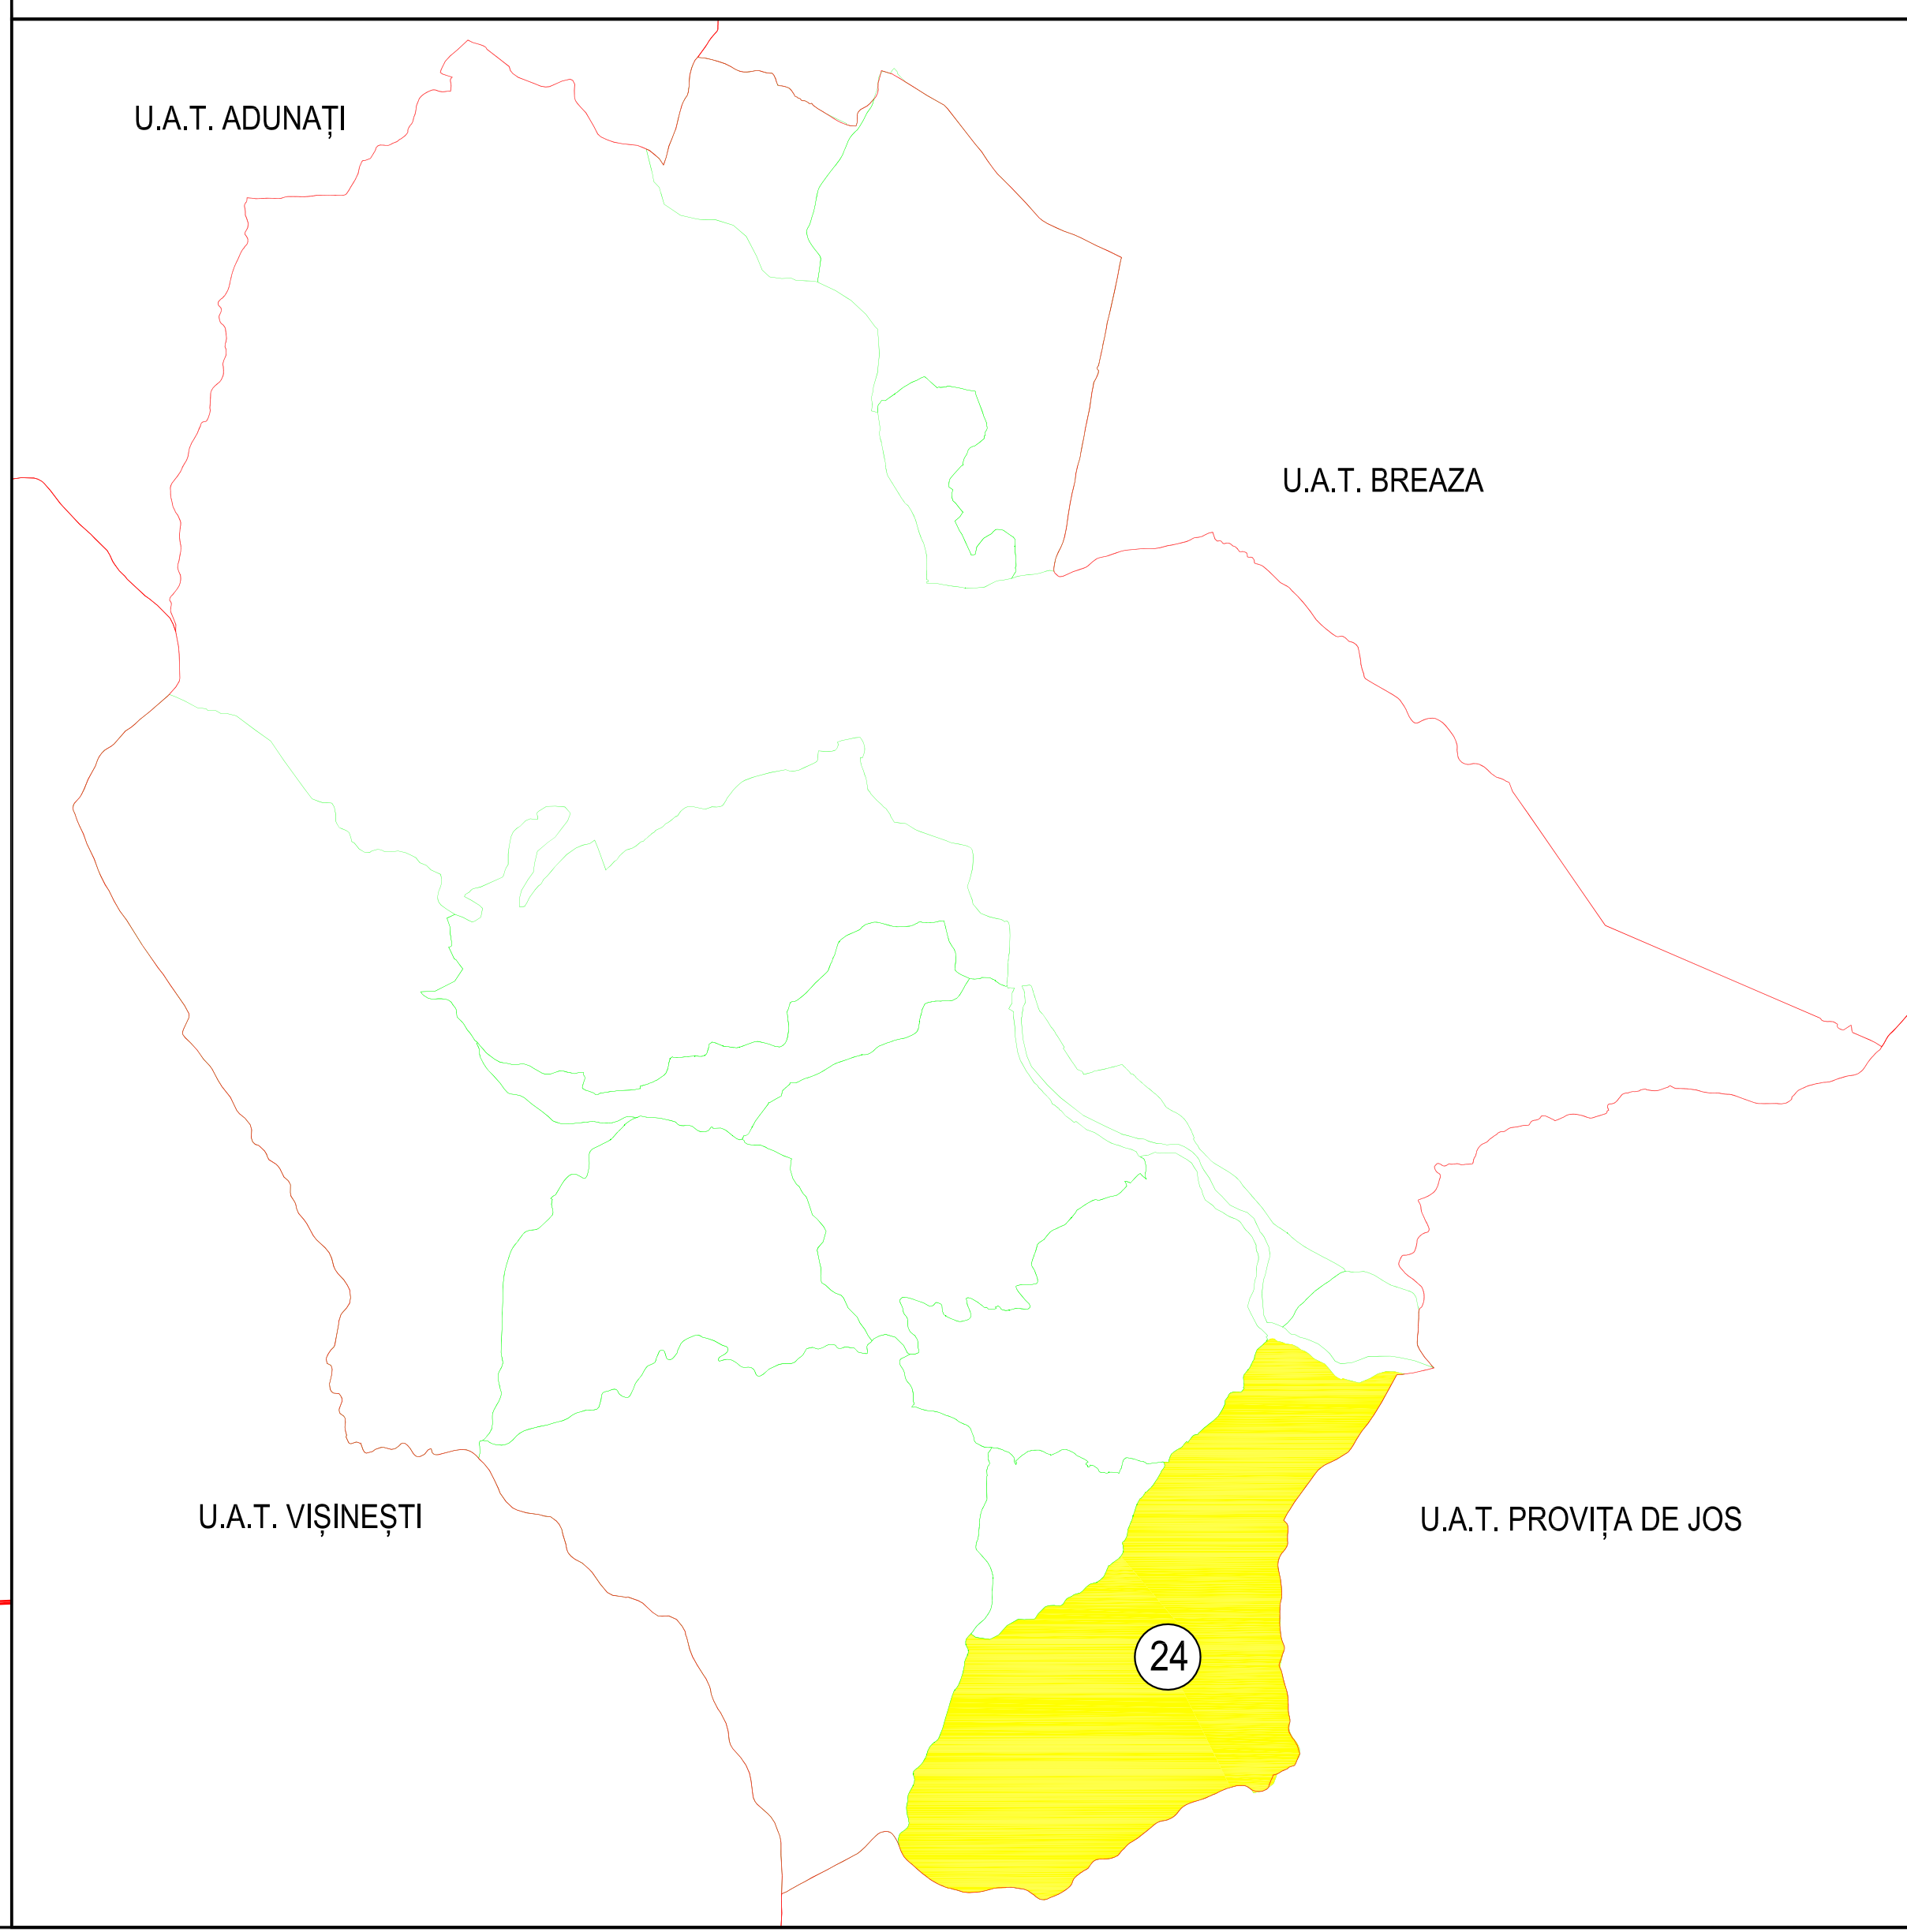 U.A.T. ADUNAȚI
U.A.T. BREAZA
U.A.T. VIȘINEȘTI
U.A.T. PROVIȚA DE JOS
24